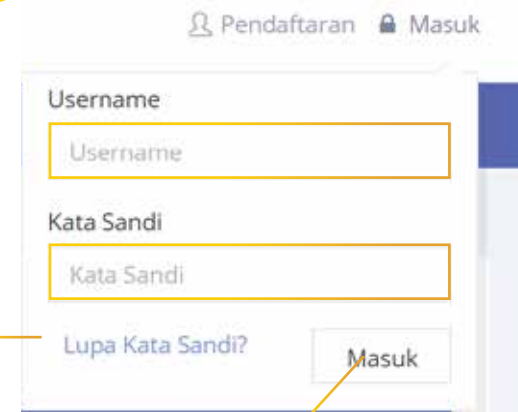 Pendaftaran Masuk
Username
Username
Kata Sandi
Kata Sandi
Lupa Kata Sandi? Masuk